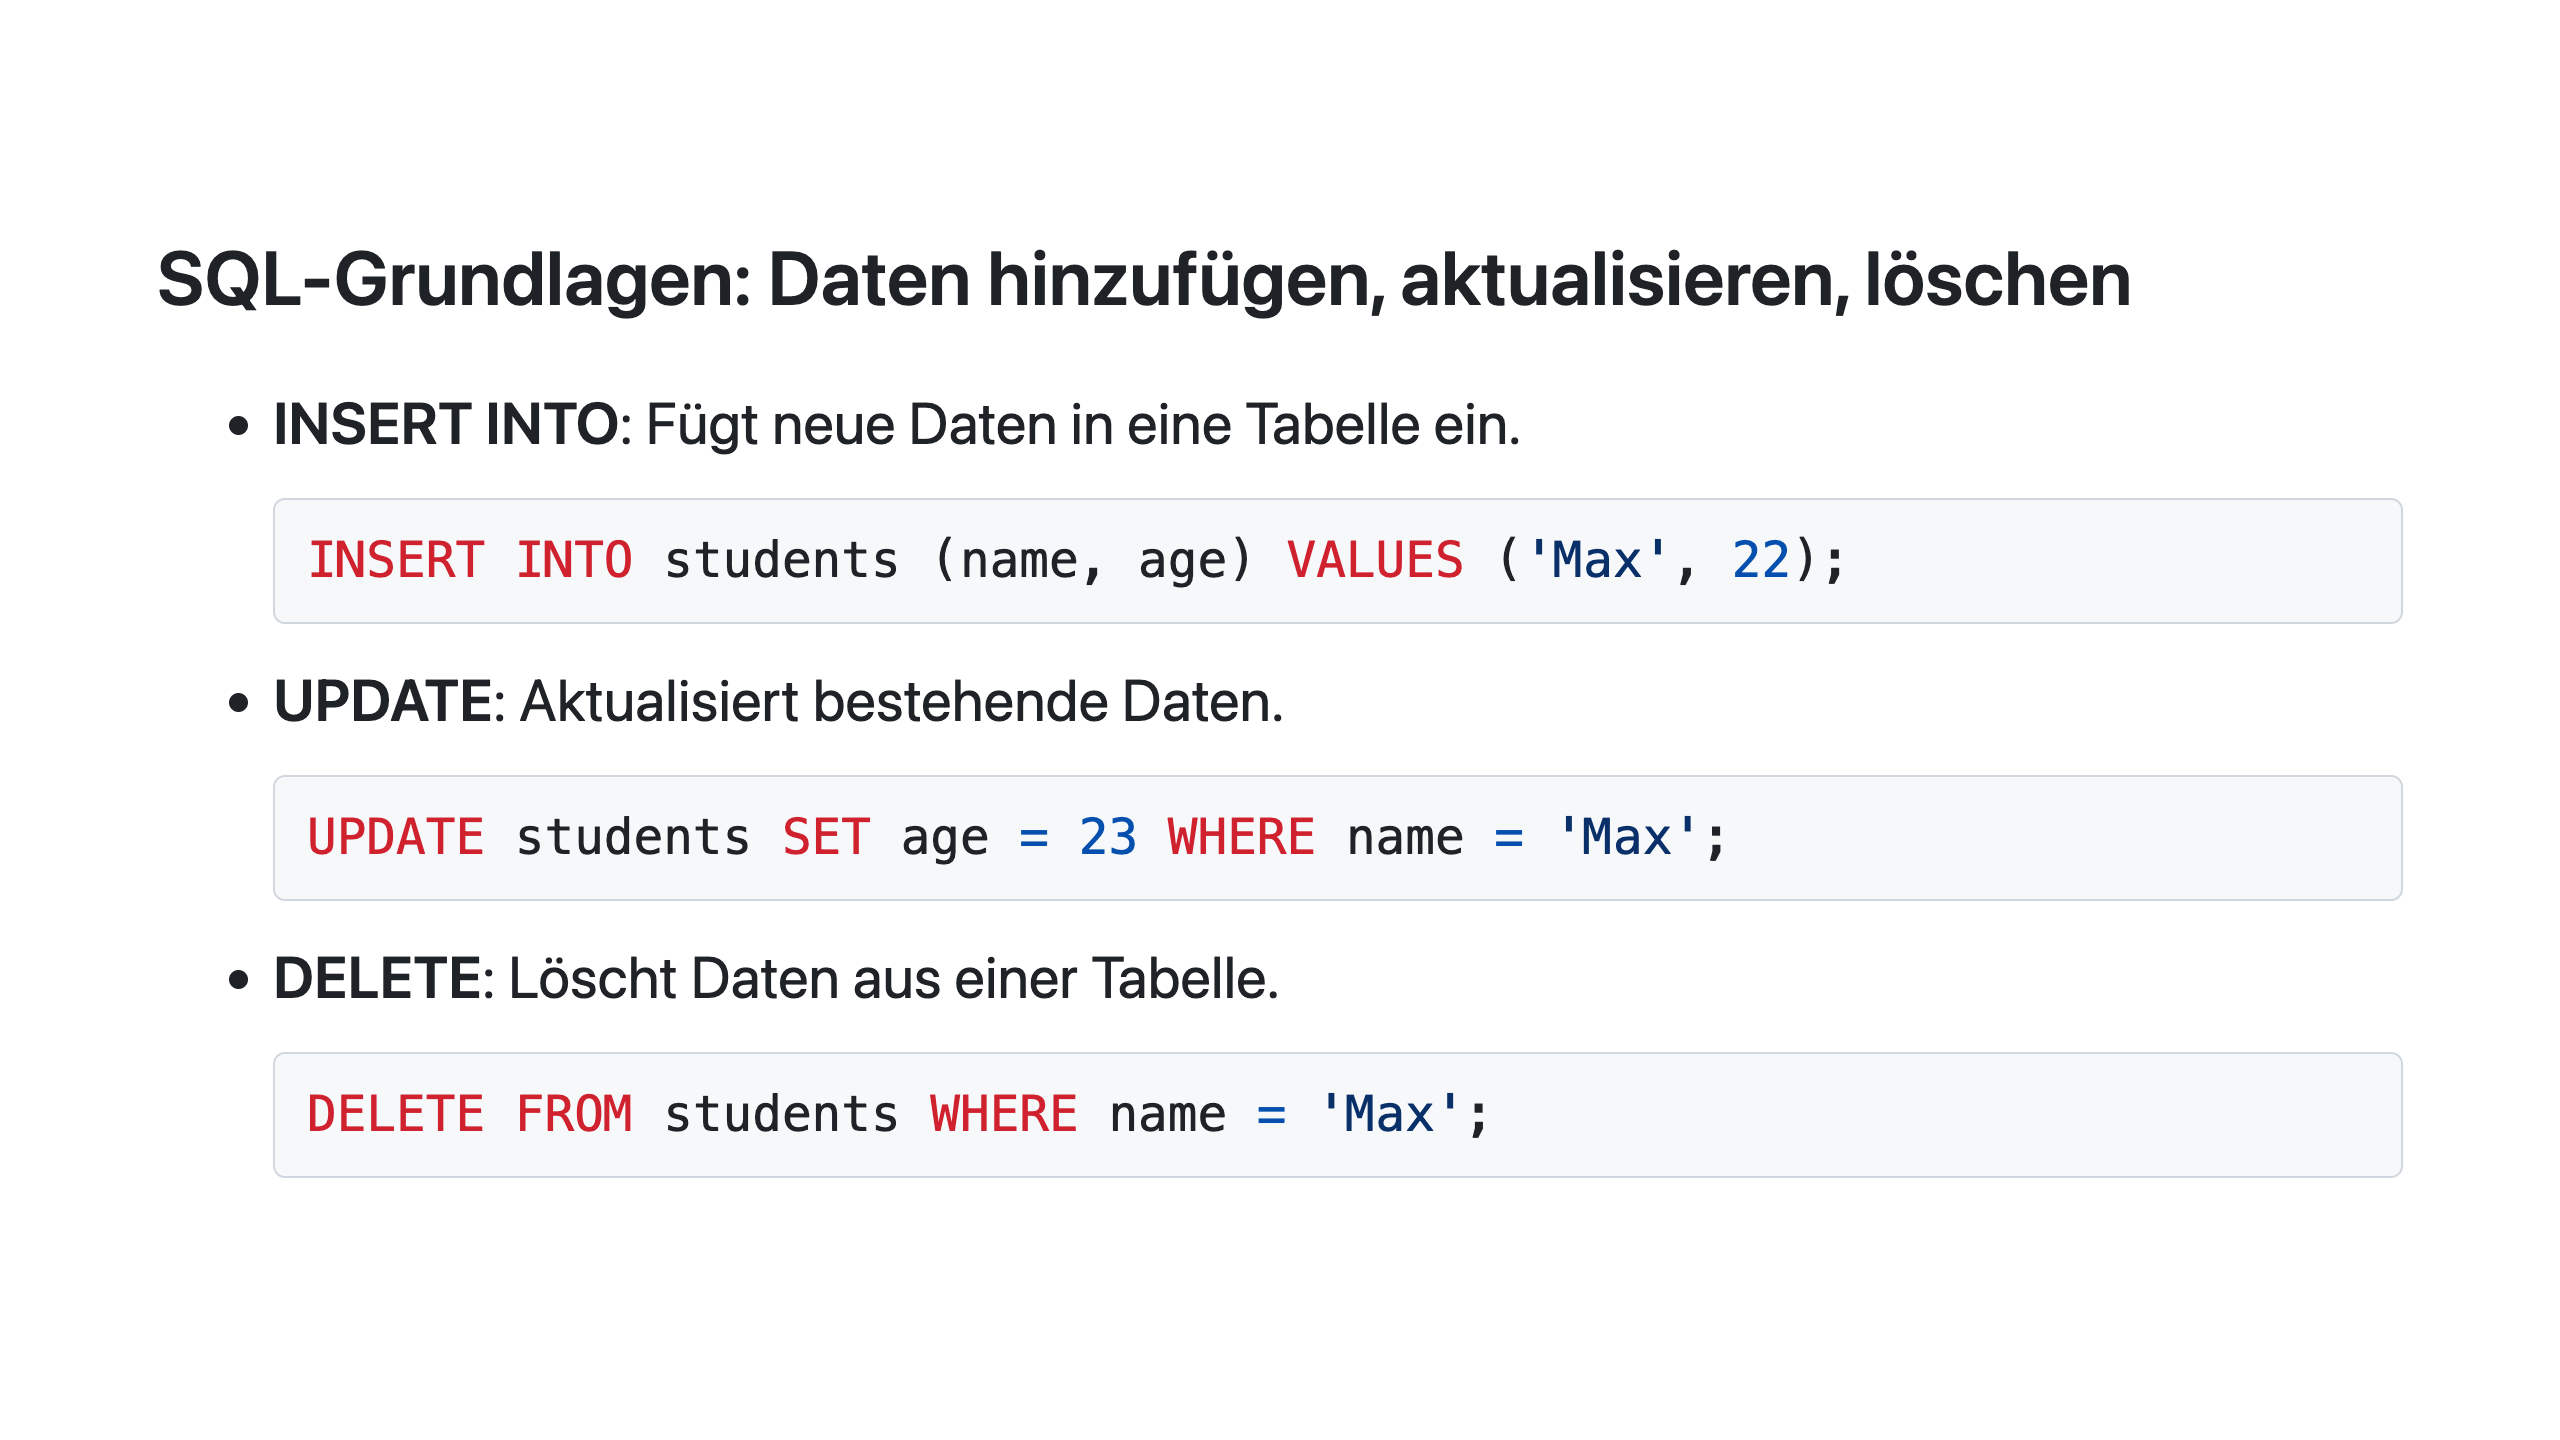 SQL-Grundlagen: Daten hinzufügen, aktualisieren, löschen
• INSERT INTO: Fügt neue Daten in eine Tabelle ein.
INSERT INTO students (name, age) VALUES ('Max', 22);
• UPDATE: Aktualisiert bestehende Daten.
UPDATE students SET age = 23 WHERE name = 'Max';
• DELETE: Löscht Daten aus einer Tabelle.
DELETE FROM students WHERE name = 'Max';